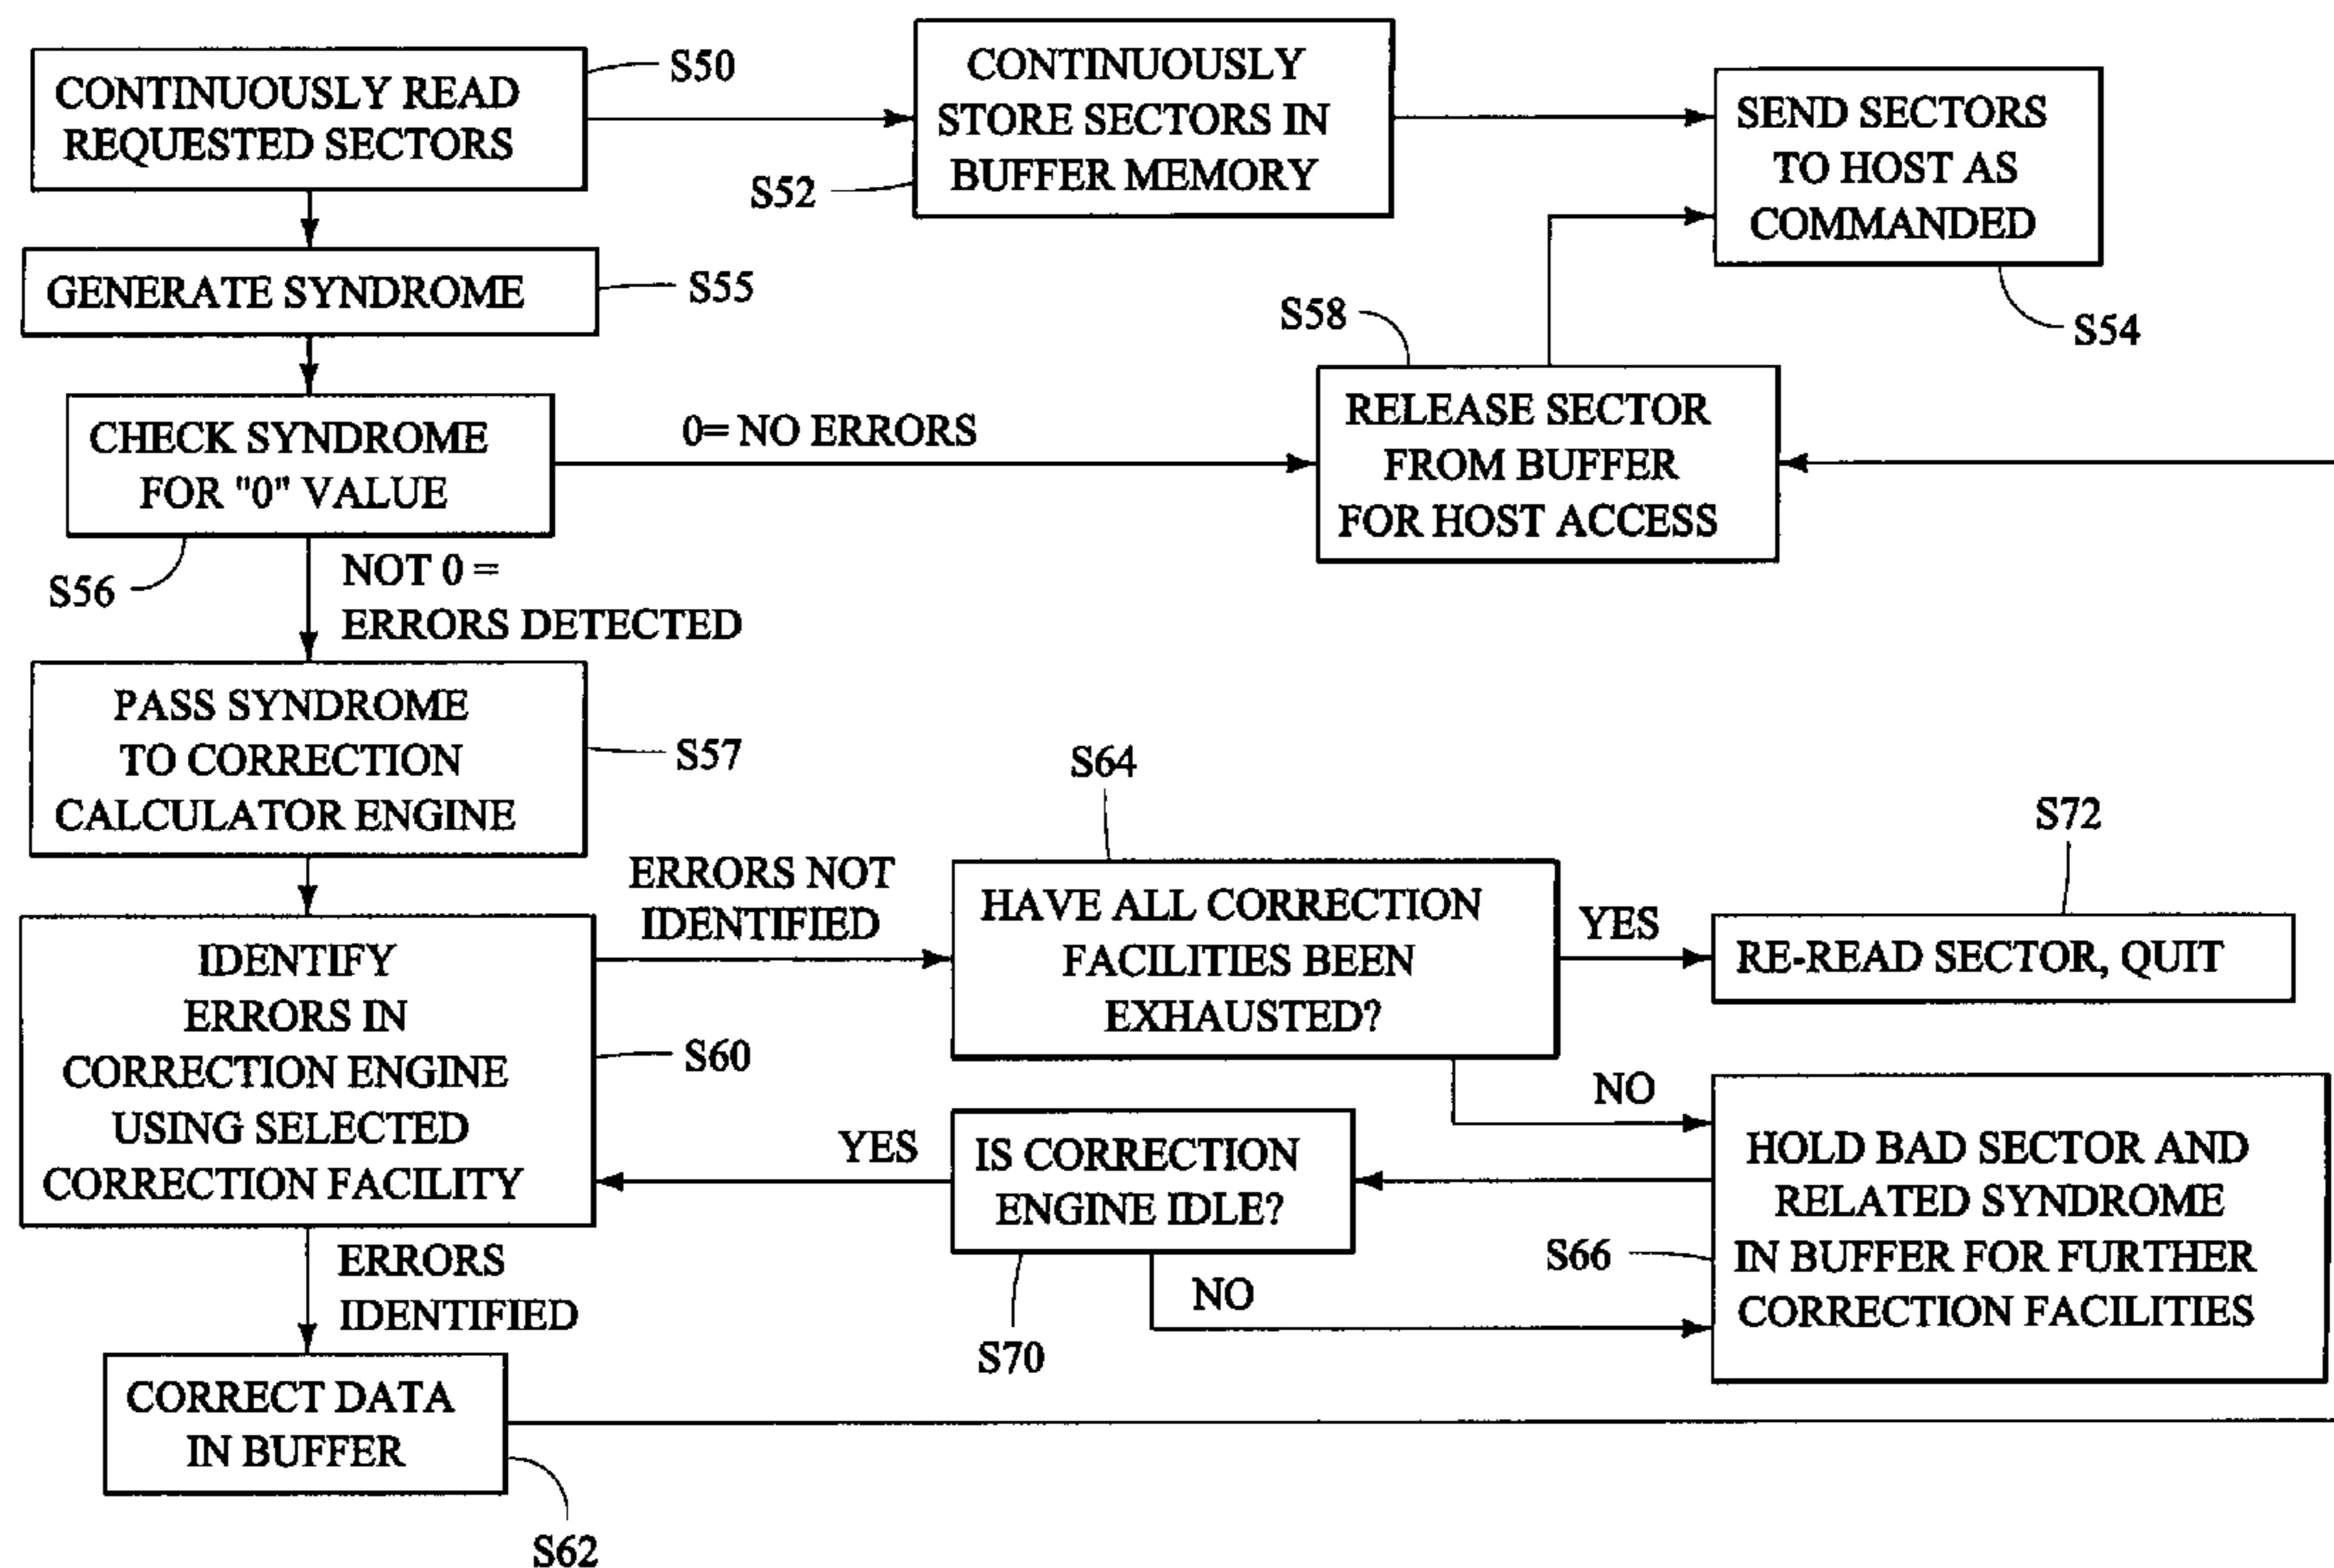 CONTINUOUSLY READ
REQUESTED SECTORS
S50
CONTINUOUSLY
STORE SECTORS IN
BUFFER MEMORY
S52
SEND SECTORS
TO HOST AS
COMMANDED
S54
GENERATE SYNDROME
S55
CHECK SYNDROME
FOR "0" VALUE
S56
0= NO ERRORS
S58
RELEASE SECTOR
FROM BUFFER
FOR HOST ACCESS
NOT 0 =
ERRORS DETECTED
PASS SYNDROME
TO CORRECTION
CALCULATOR ENGINE
S57
IDENTIFY
ERRORS IN
CORRECTION ENGINE
USING SELECTED
CORRECTION FACILITY
S60
ERRORS NOT
IDENTIFIED
S64
HAVE ALL CORRECTION
FACILITIES BEEN
EXHAUSTED?
YES
S72
RE-READ SECTOR, QUIT
NO
HOLD BAD SECTOR AND
RELATED SYNDROME
IN BUFFER FOR FURTHER
CORRECTION FACILITIES
S66
IS CORRECTION
ENGINE IDLE?
YES
NO
S70
ERRORS
IDENTIFIED
CORRECT DATA
IN BUFFER
S62